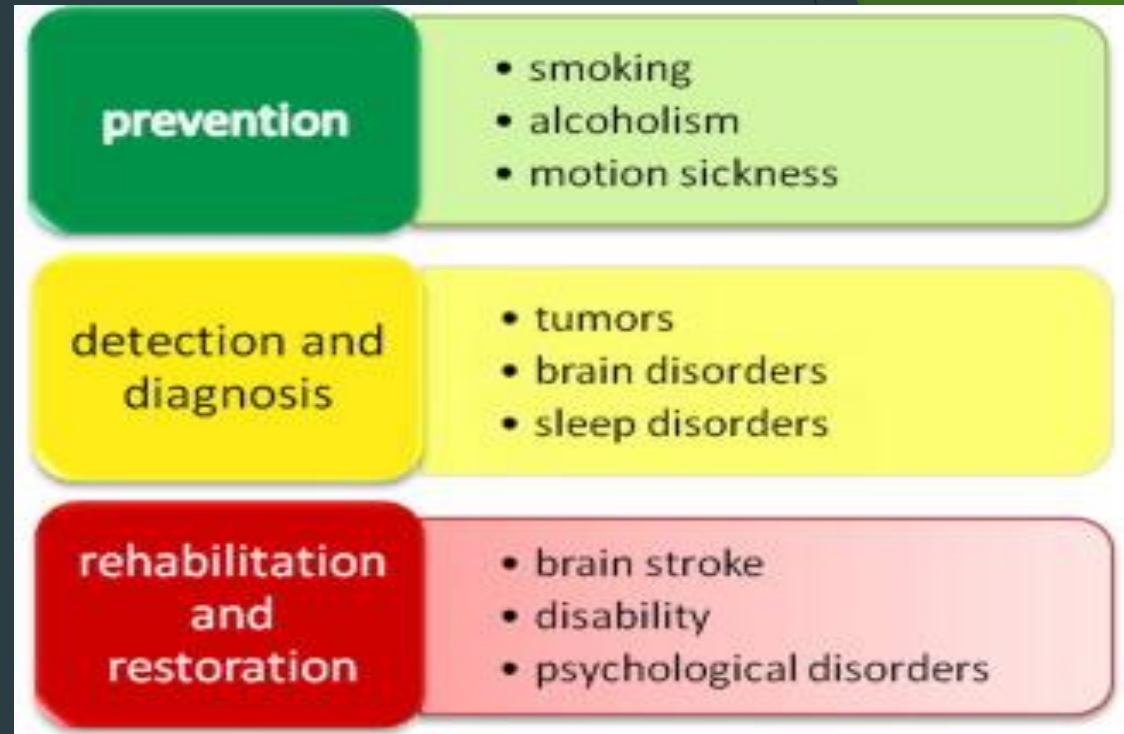 prevention
• smoking
• alcoholism
• motion sickness
detection and
diagnosis
• tumors
• brain disorders
• sleep disorders
rehabilitation
and
restoration
• brain stroke
• disability
• psychological disorders